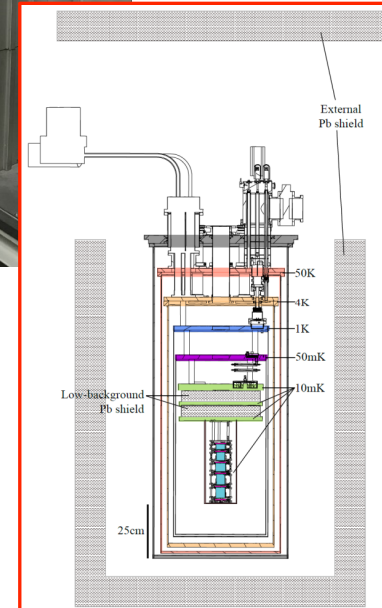 External
Pb shield
50K
4K
1K
50mK
10mK
Low-background
Pb shield
25cm